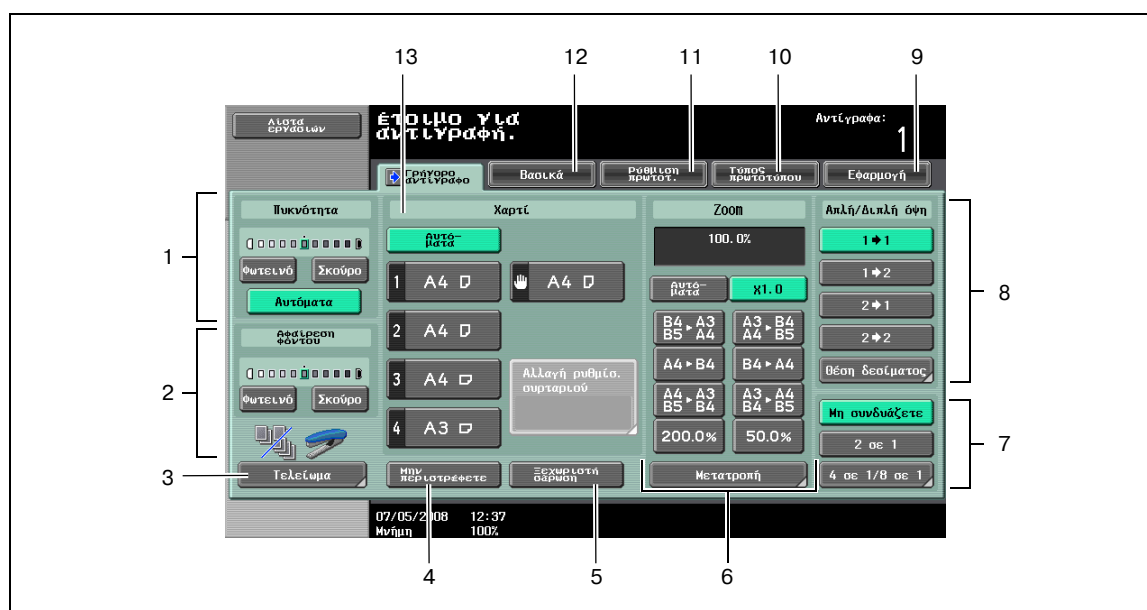 13
12
11
10
9
Λίστα
εργασιών
έτοιμο για
αντιγραφή.
Αντίγραφα:
1
Γρήγορο
αντίγραφο
Βασικά
Ρύθμιση
πρωτοτ.
Τύπος
πρωτοτύπου
Εφαρμογή
1
Πυκνότητα
Φωτεινό
Σκούρο
Αυτόματα
2
Αφαίρεση
φόντου
Φωτεινό
Σκούρο
3
Τελείωμα
Χαρτί
Αυτό-
ματα
1 A4
A4
2 A4
3 A4
4 A3
Αλλαγή ρυθμίσ.
συρταριού
Μην
περιστρέφετε
Ξεχωριστή
σάρωση
Zoom
100.0%
Αυτό-
ματα
x1.0
B4 ▸ A3
B5 A4
A3 ▸ B4
A4 B5
A4 ▸ B4
B4 ▸ A4
A4 ▸ A3
B5 B4
A3 ▸ A4
B4 B5
200.0%
50.0%
Μετατροπή
Απλή/Διπλή όψη
1 ➔ 1
1 ➔ 2
2 ➔ 1
2 ➔ 2
θέση δεσίματος
8
Μη συνδυάζετε
2 σε 1
4 σε 1/8 σε 1
7
07/05/2008 12:37
Μνήμη 100%
4
5
6